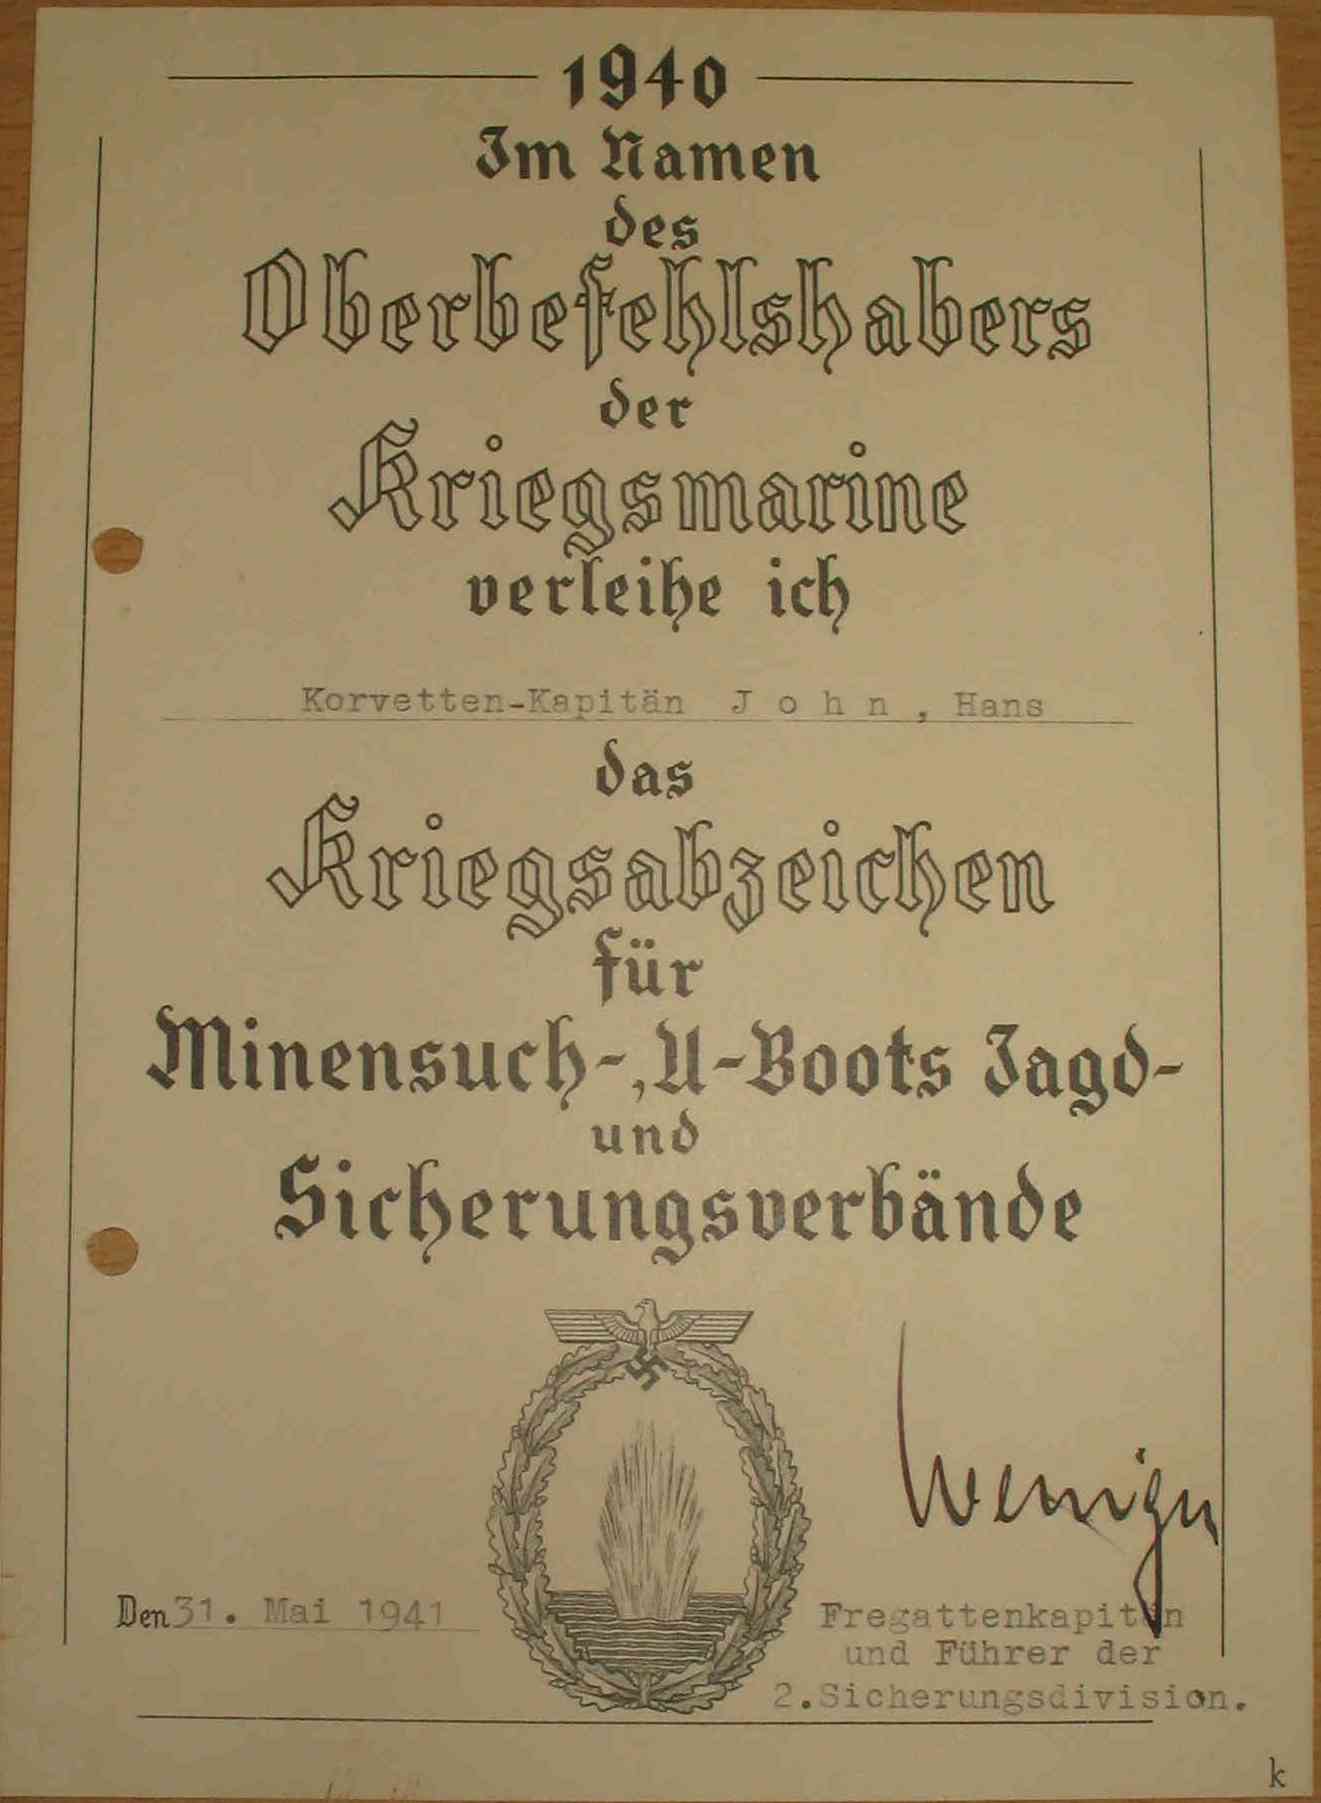 1940
Im Namen
des
Oberbefehlshabers
der
Kriegsmarine
verleihe ich
Korvetten-Kapitän J o h n , Hans
das
Kriegsabzeichen
für
Minensuch-, U-Boots Jagd-
und
Sicherungsverbände
Den 31. Mai 1941
Fregattenkapitän
und Führer der
2.Sicherungsdivision.
k